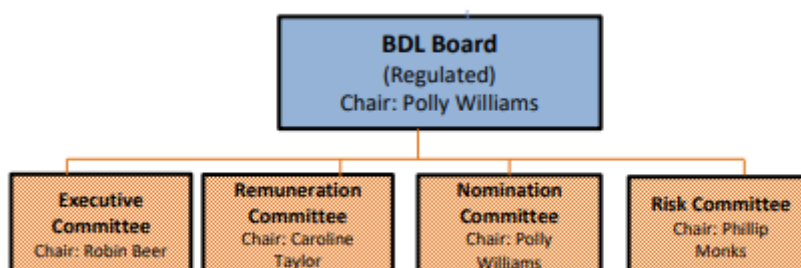 BDL Board
(Regulated)
Chair: Polly Williams
Executive
Committee
Chair: Robin Beer
Remuneration
Committee
Chair: Caroline
Taylor
Nomination
Committee
Chair: Polly
Williams
Risk Committee
Chair: Phillip
Monks